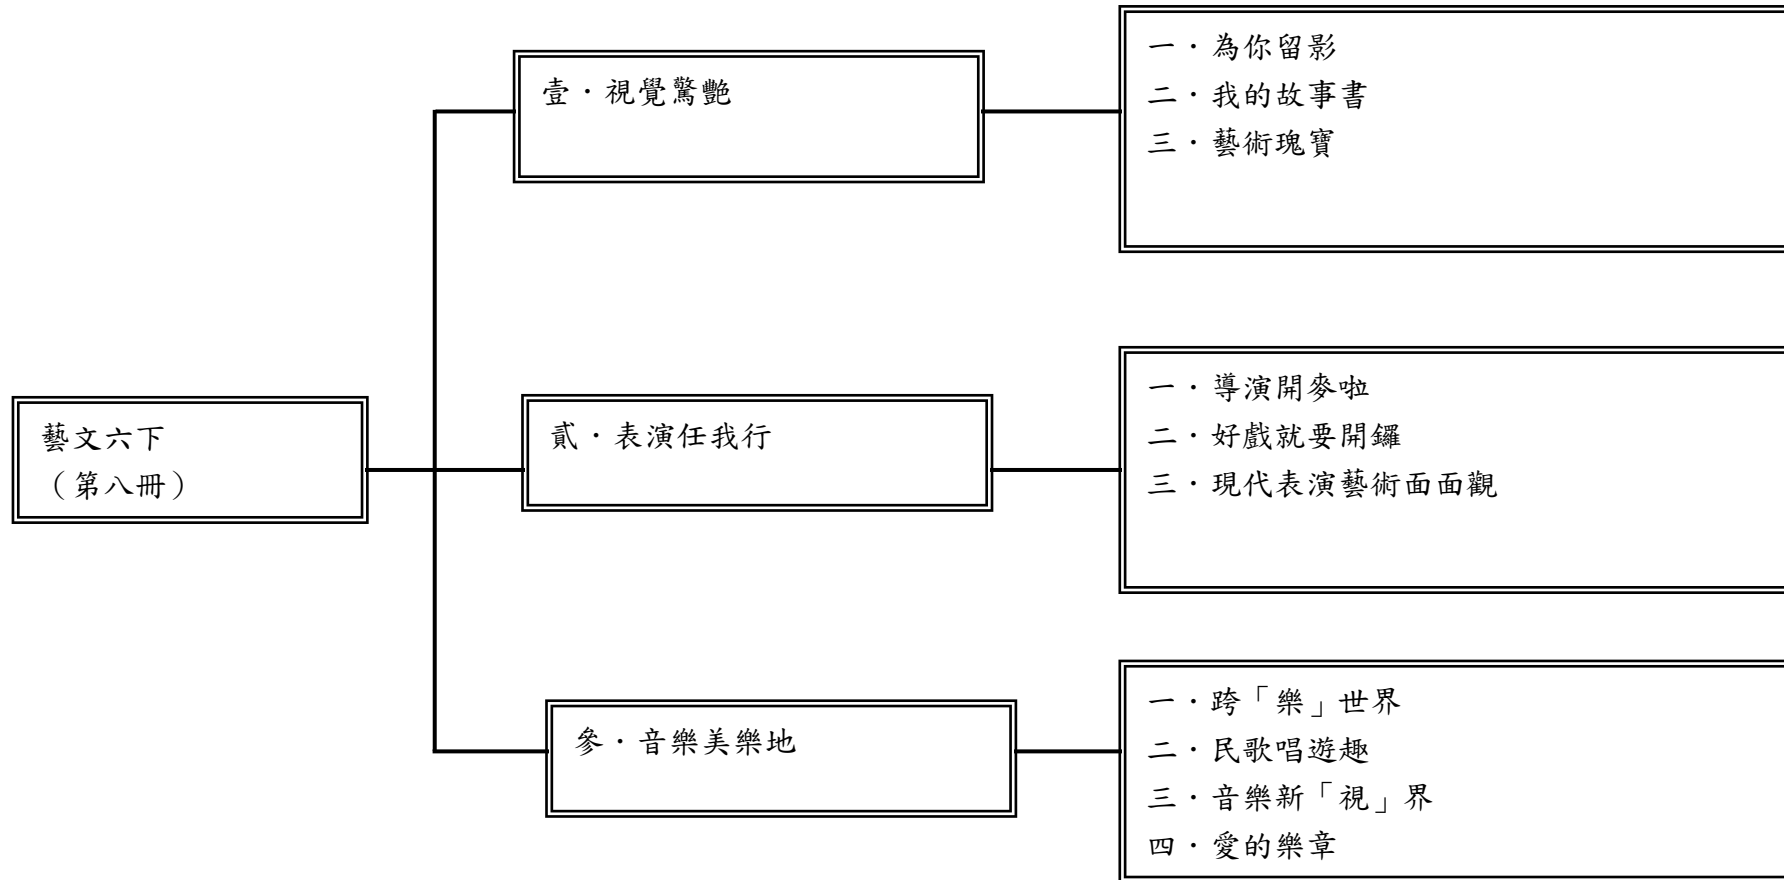 藝文六下
（第八冊）
壹．視覺驚艷
一．為你留影
二．我的故事書
三．藝術瑰寶
貳．表演任我行
一．導演開麥啦
二．好戲就要開鑼
三．現代表演藝術面面觀
參．音樂美樂地
一．跨「樂」世界
二．民歌唱遊趣
三．音樂新「視」界
四．愛的樂章